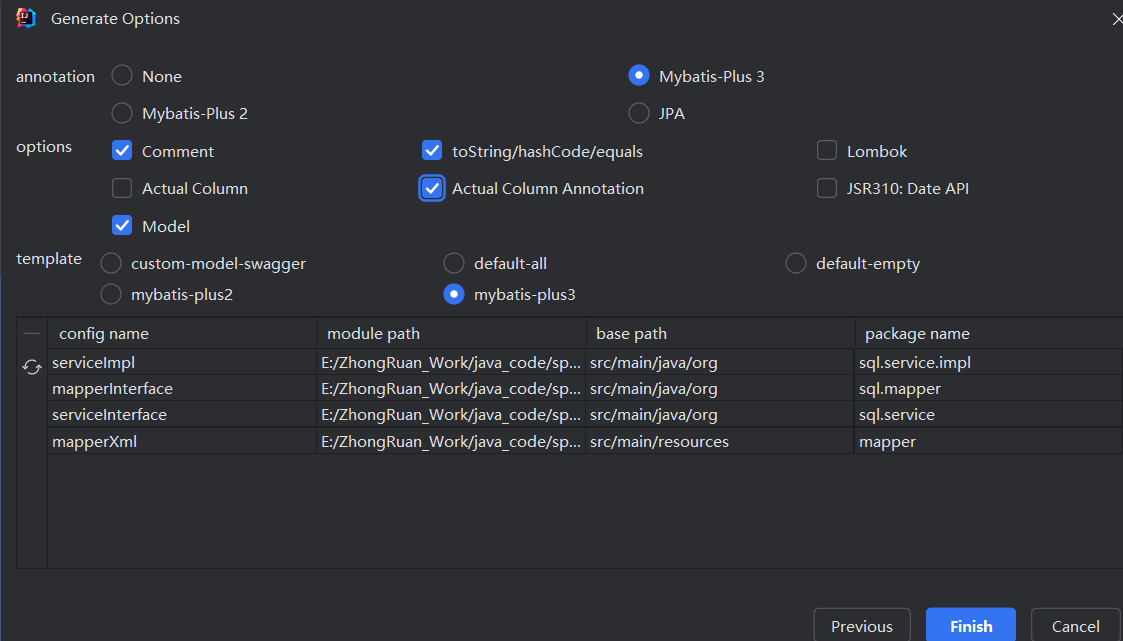 Generate Options
annotation None Mybatis-Plus 3
Mybatis-Plus 2 JPA
options Comment toString/hashCode/equals Lombok
Actual Column Actual Column Annotation JSR310: Date API
Model
template custom-model-swagger default-all default-empty
mybatis-plus2 mybatis-plus3
config name module path base path package name
serviceImpl E:/ZhongRuan_Work/java_code/sp... src/main/java/org sql.service.impl
mapperInterface E:/ZhongRuan_Work/java_code/sp... src/main/java/org sql.mapper
serviceInterface E:/ZhongRuan_Work/java_code/sp... src/main/java/org sql.service
mapperXml E:/ZhongRuan_Work/java_code/sp... src/main/resources mapper
Previous Finish Cancel